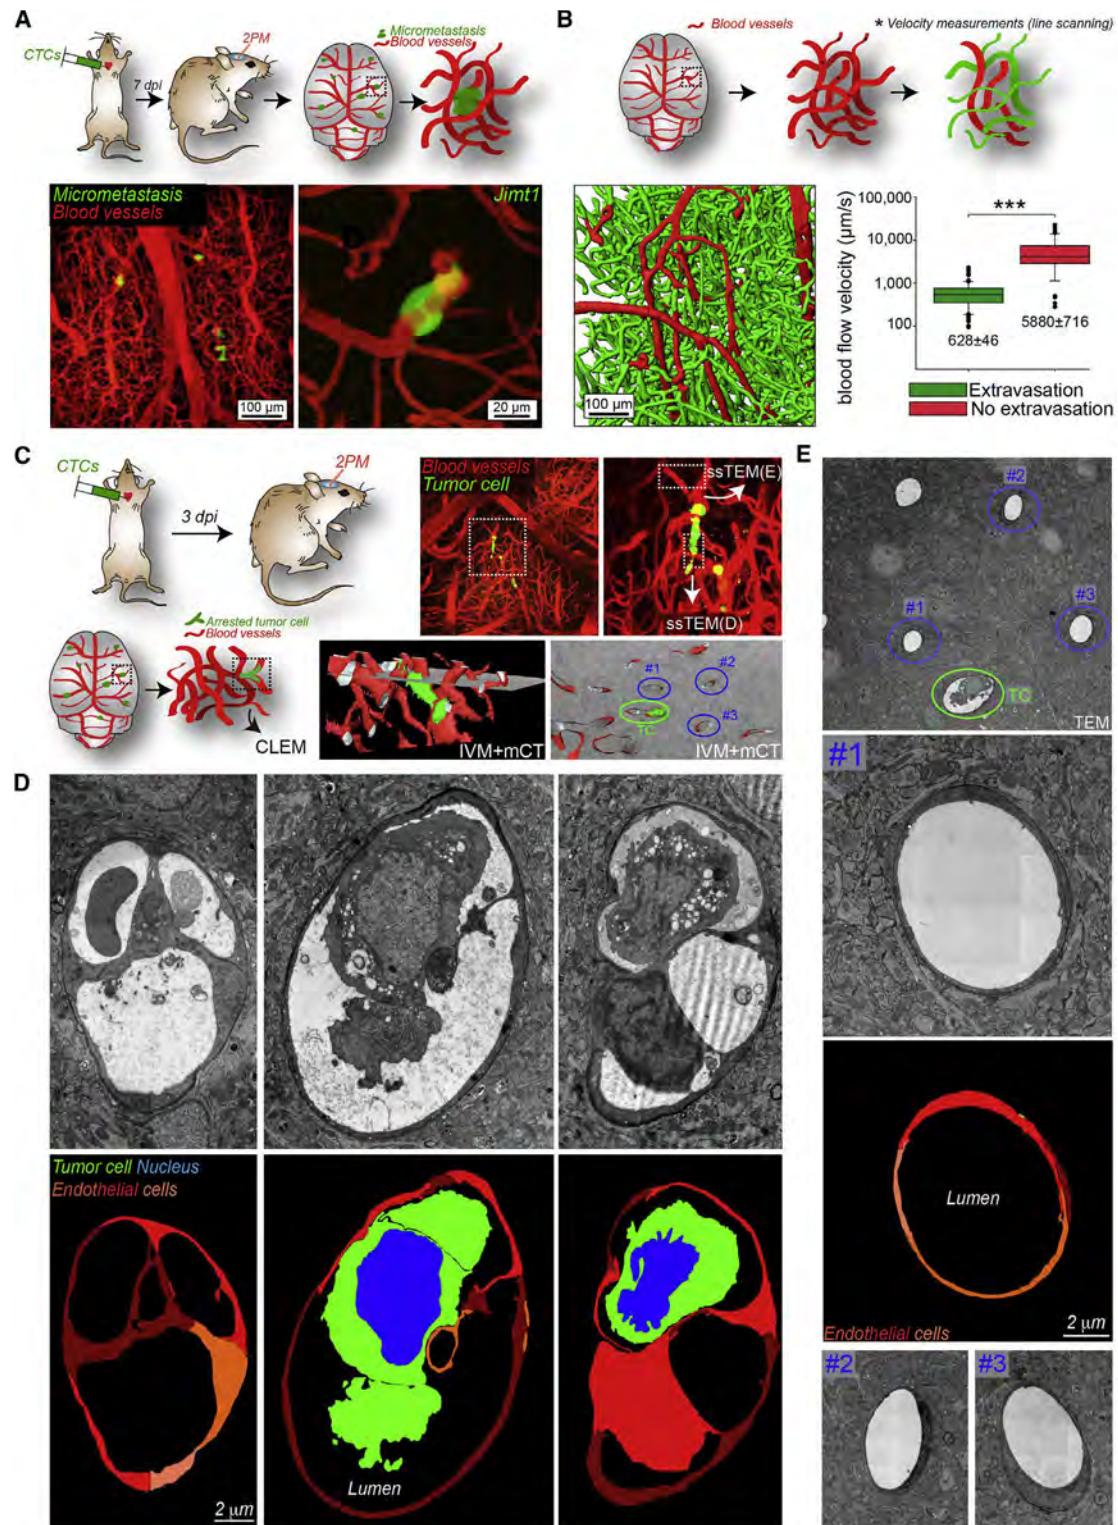 A
CTCs
7 dpi
2PM
Micrometastasis
Blood vessels
Micrometastasis
Blood vessels
100 µm
Jimt1
20 µm
B
Blood vessels
* Velocity measurements (line scanning)
100 µm
blood flow velocity (µm/s)
100,000
10,000
1,000
100
***
628±46
5880±716
Extravasation
No extravasation
C
CTCs
3 dpi
2PM
Arrested tumor cell
Blood vessels
CLEM
Blood vessels
Tumor cell
ssTEM(E)
ssTEM(D)
IVM+mCT
#1
#2
TC
#3
IVM+mCT
D
Tumor cell Nucleus
Endothelial cells
2 µm
Lumen
E
#2
#1
#3
TC
TEM
#1
Lumen
Endothelial cells
2 µm
#2
#3